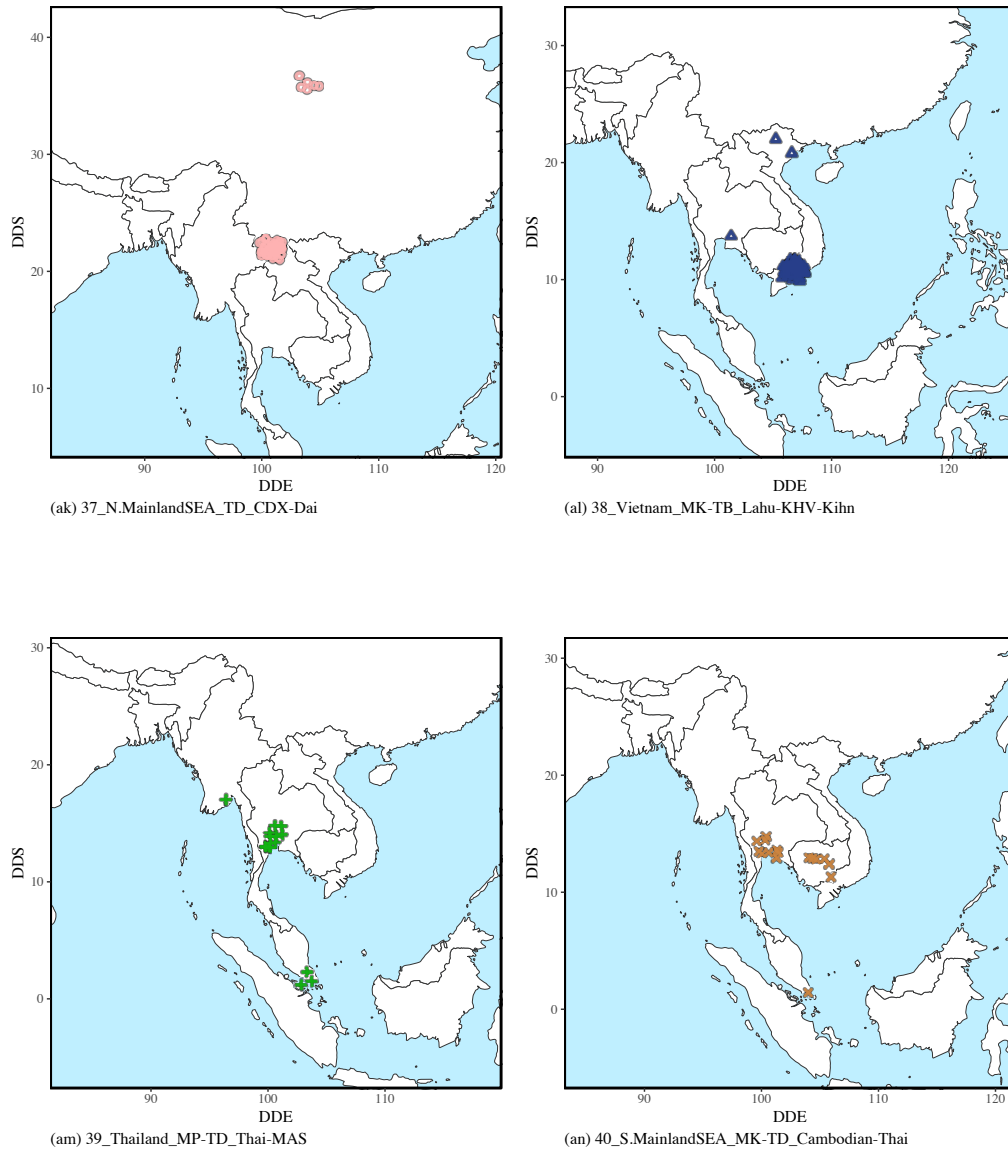 40
30
20
10
DDS
90
100
110
120
DDE
(ak) 37_N.MainlandSEA_TD_CDX-Dai
30
20
10
0
DDS
90
100
110
120
DDE
(al) 38_Vietnam_MK-TB_Lahu-KHV-Kihn
30
20
10
0
DDS
90
100
110
DDE
(am) 39_Thailand_MP-TD_Thai-MAS
30
20
10
0
DDS
90
100
110
120
DDE
(an) 40_S.MainlandSEA_MK-TD_Cambodian-Thai